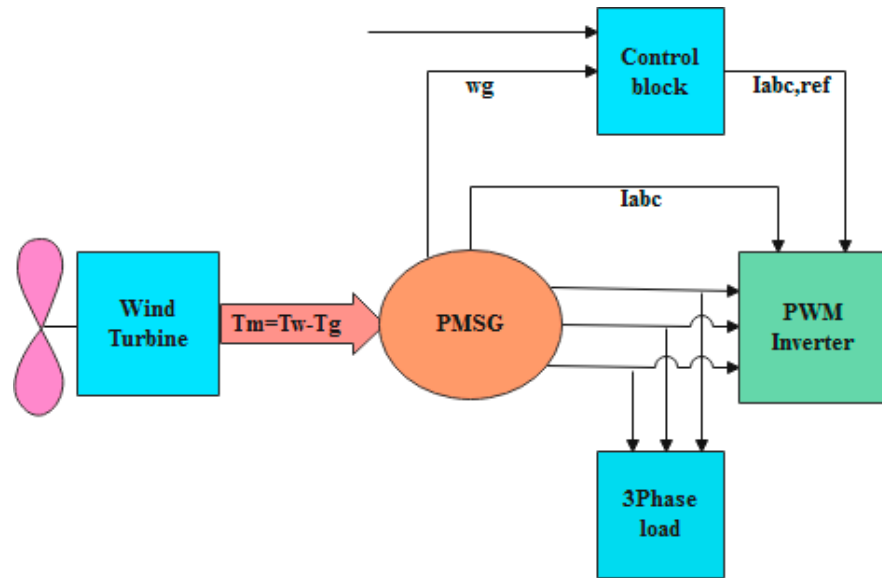 Control
block
wg
Iabc,ref
Iabc
Wind
Turbine
Tm=Tw-Tg
PMSG
PWM
Inverter
3Phase
load